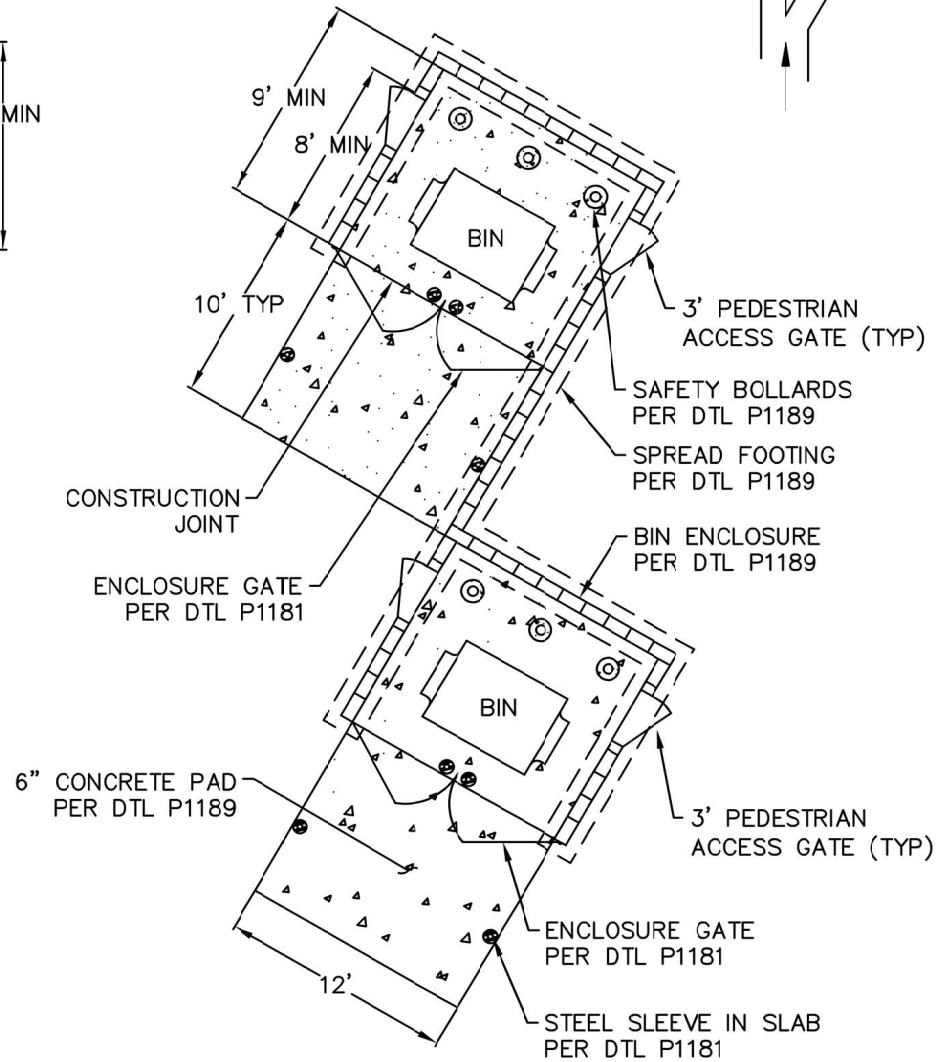 MIN
9' MIN
8' MIN
BIN
10' TYP
3' PEDESTRIAN
ACCESS GATE (TYP)
SAFETY BOLLARDS
PER DTL P1189
SPREAD FOOTING
PER DTL P1189
CONSTRUCTION
JOINT
BIN ENCLOSURE
PER DTL P1189
ENCLOSURE GATE
PER DTL P1181
BIN
6" CONCRETE PAD
PER DTL P1189
3' PEDESTRIAN
ACCESS GATE (TYP)
ENCLOSURE GATE
PER DTL P1181
12'
STEEL SLEEVE IN SLAB
PER DTL P1181